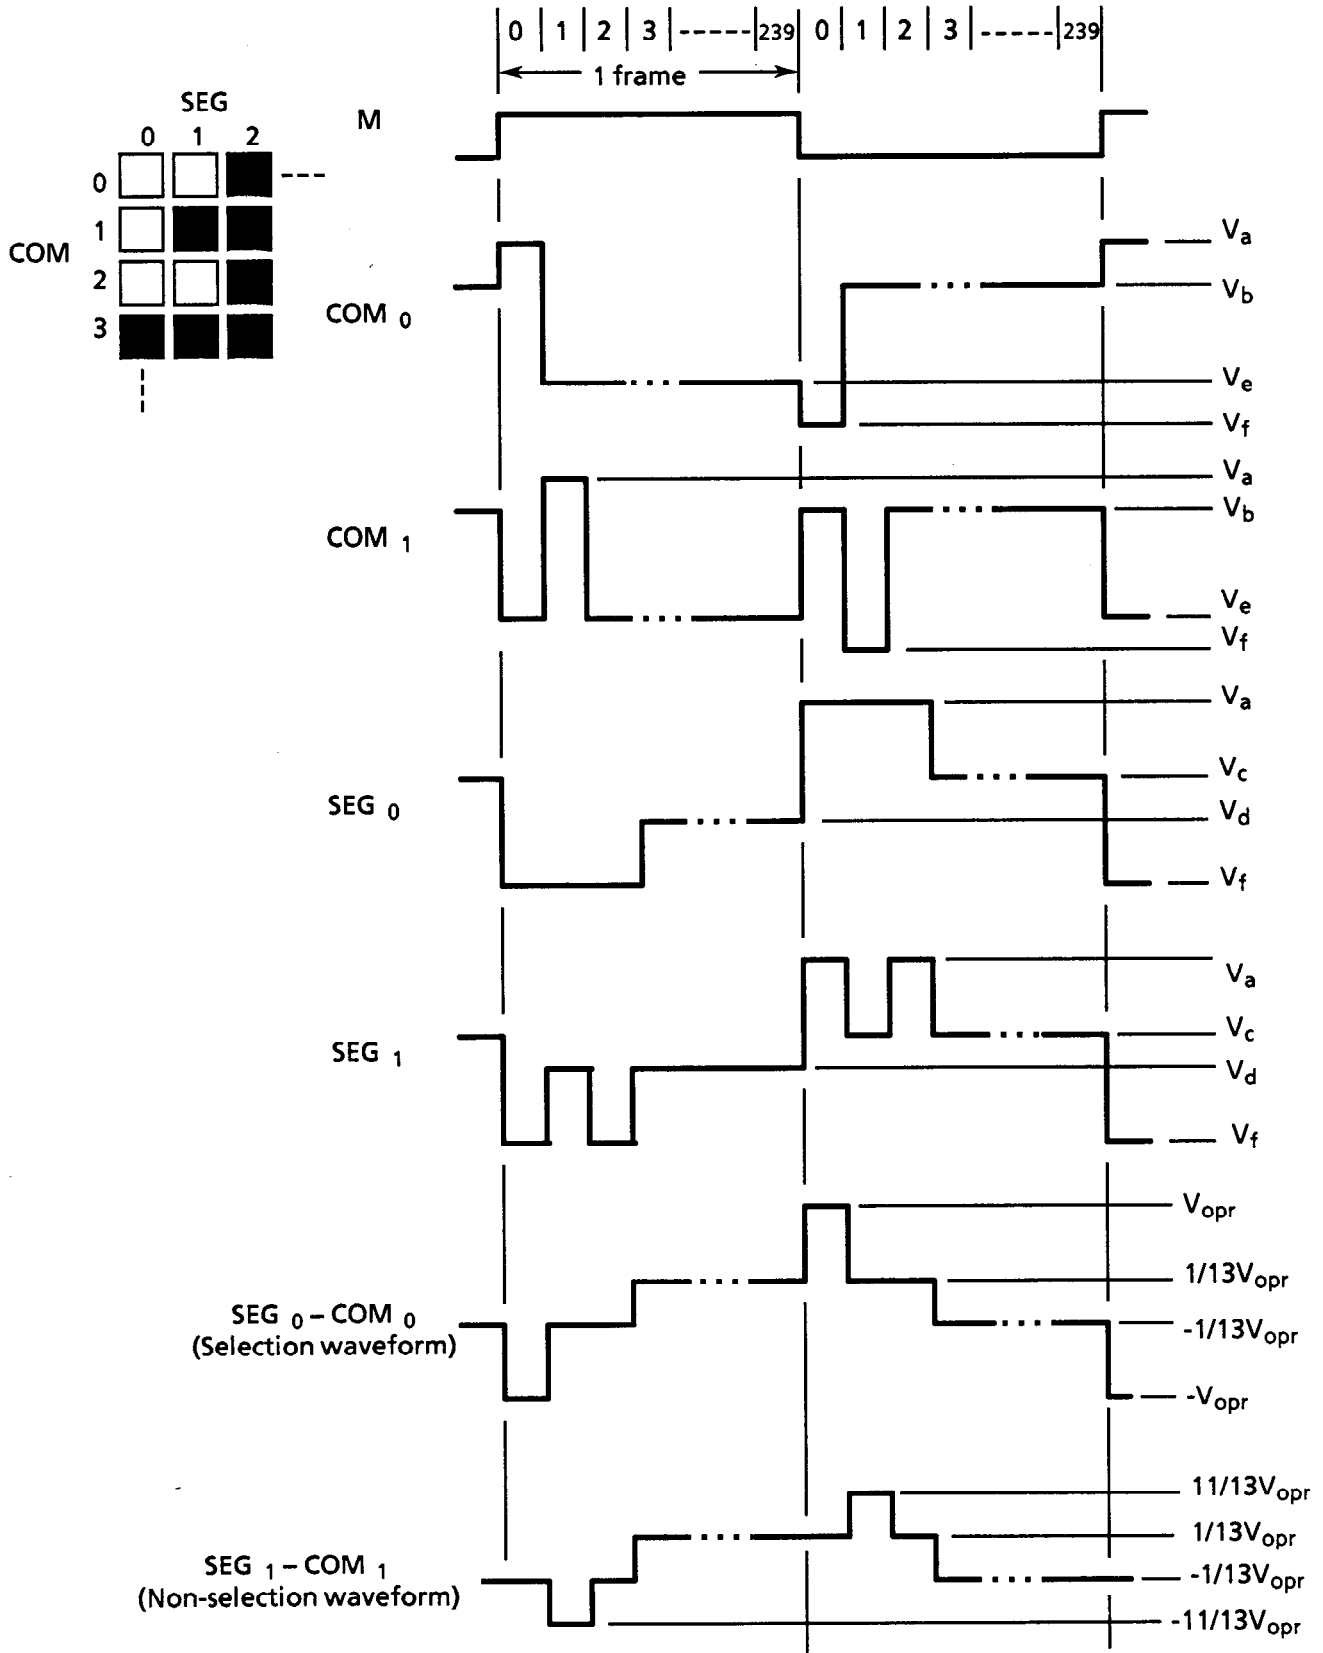 0 1 2 3 ----- 239 0 1 2 3 ----- 239
1 frame
M
SEG
0 1 2
0
1
COM
2
3
COM 0
Va
Vb
Ve
Vf
COM 1
Va
Vb
Ve
Vf
SEG 0
Va
Vc
Vd
Vf
SEG 1
Va
Vc
Vd
Vf
SEG 0 – COM 0
(Selection waveform)
Vopr
1/13Vopr
-1/13Vopr
-Vopr
SEG 1 – COM 1
(Non-selection waveform)
11/13Vopr
1/13Vopr
-1/13Vopr
-11/13Vopr